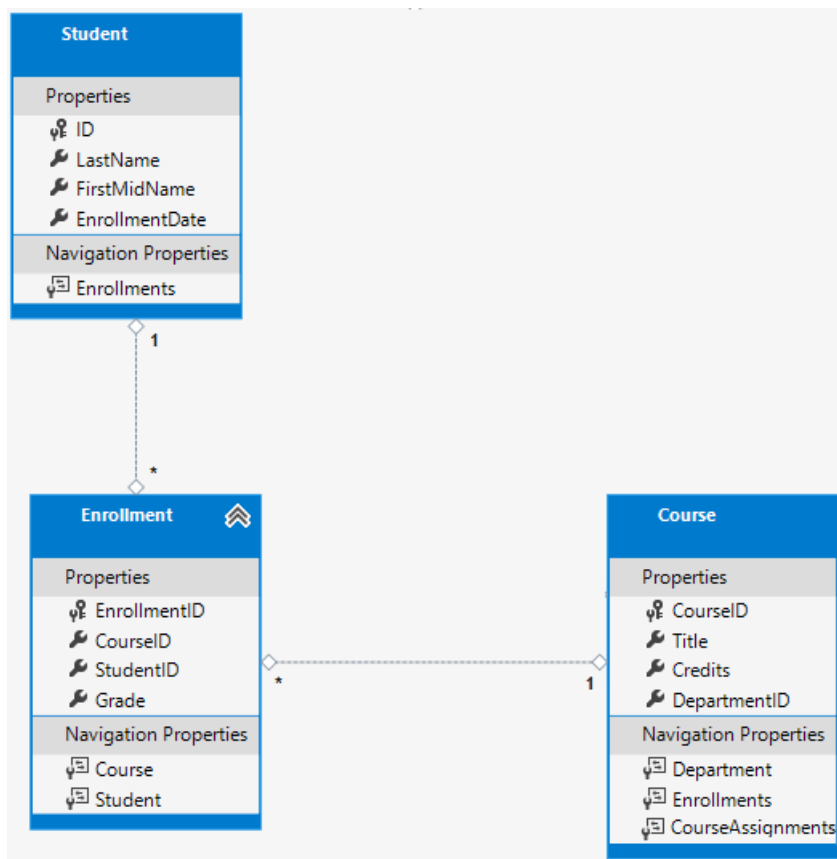 Student
Properties
ID
LastName
FirstMidName
EnrollmentDate
Navigation Properties
Enrollments
1
*
Enrollment
Properties
EnrollmentID
CourseID
StudentID
Grade
Navigation Properties
Course
Student
*
1
Course
Properties
CourseID
Title
Credits
DepartmentID
Navigation Properties
Department
Enrollments
CourseAssignments